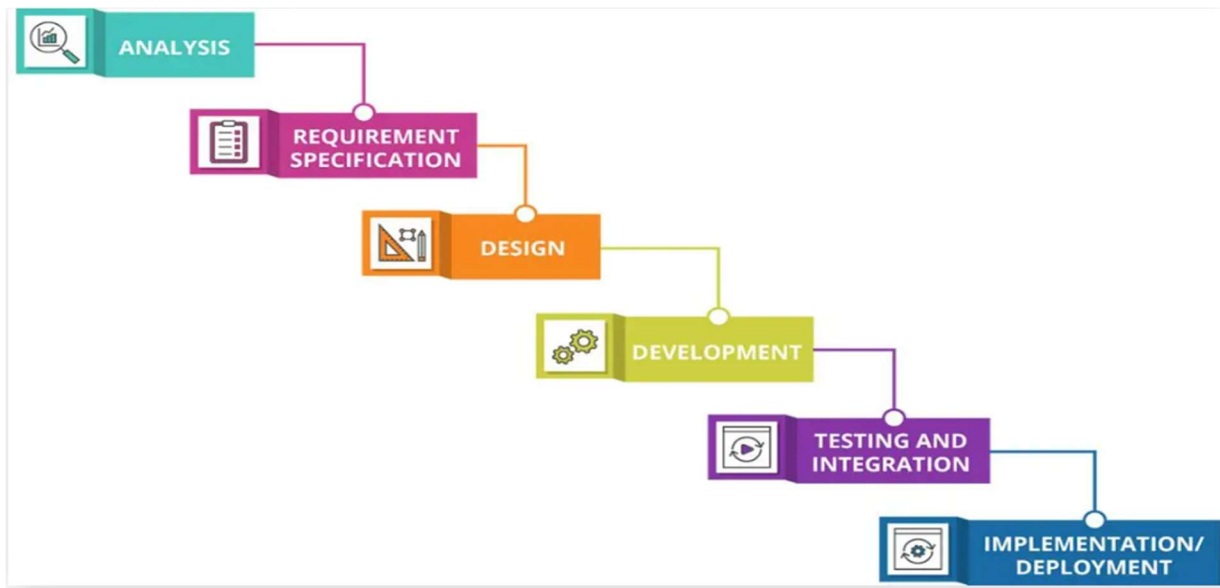 ANALYSIS
REQUIREMENT
SPECIFICATION
DESIGN
DEVELOPMENT
TESTING AND
INTEGRATION
IMPLEMENTATION/
DEPLOYMENT